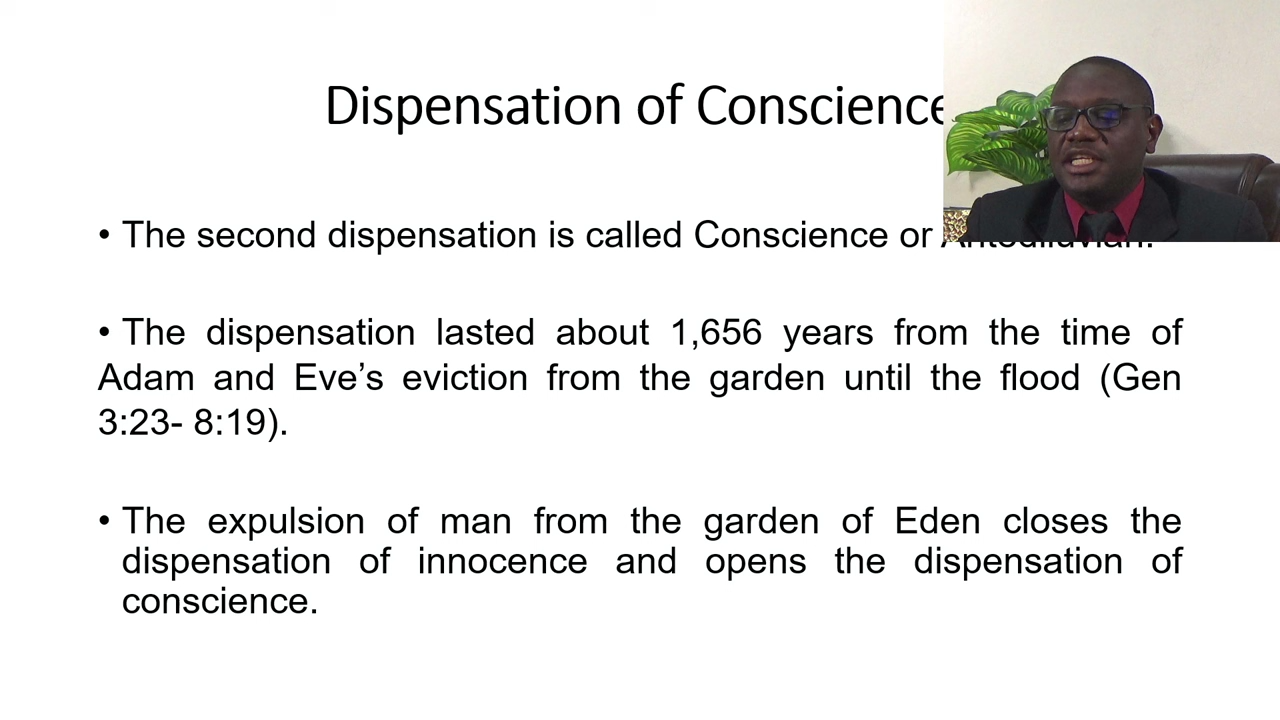 Dispensation of Conscience
• The second dispensation is called Conscience or Antediluvian.
• The dispensation lasted about 1,656 years from the time of
Adam and Eve’s eviction from the garden until the flood (Gen
3:23- 8:19).
• The expulsion of man from the garden of Eden closes the
dispensation of innocence and opens the dispensation of
conscience.